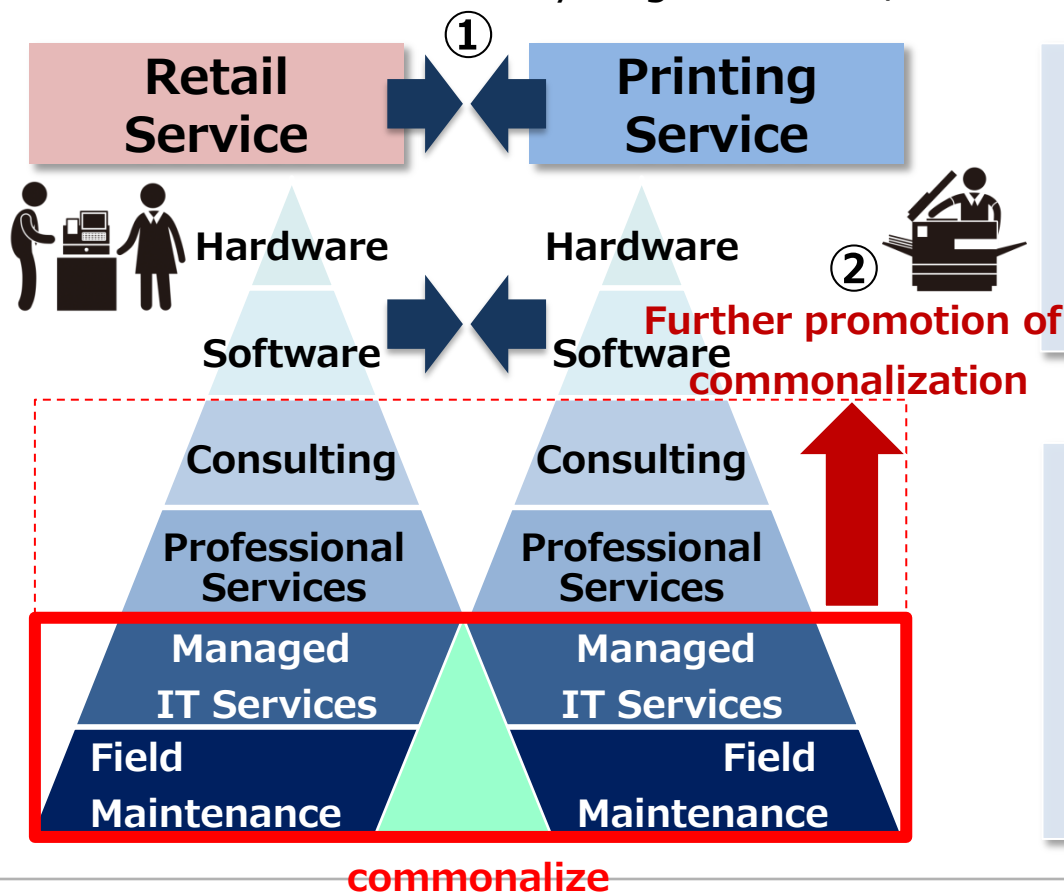 ①
Retail
Service
Printing
Service
Hardware
Hardware
②
Software
Software
Further promotion of
commonalization
Consulting
Consulting
Professional
Services
Professional
Services
Managed
IT Services
Managed
IT Services
Field
Maintenance
Field
Maintenance
commonalize